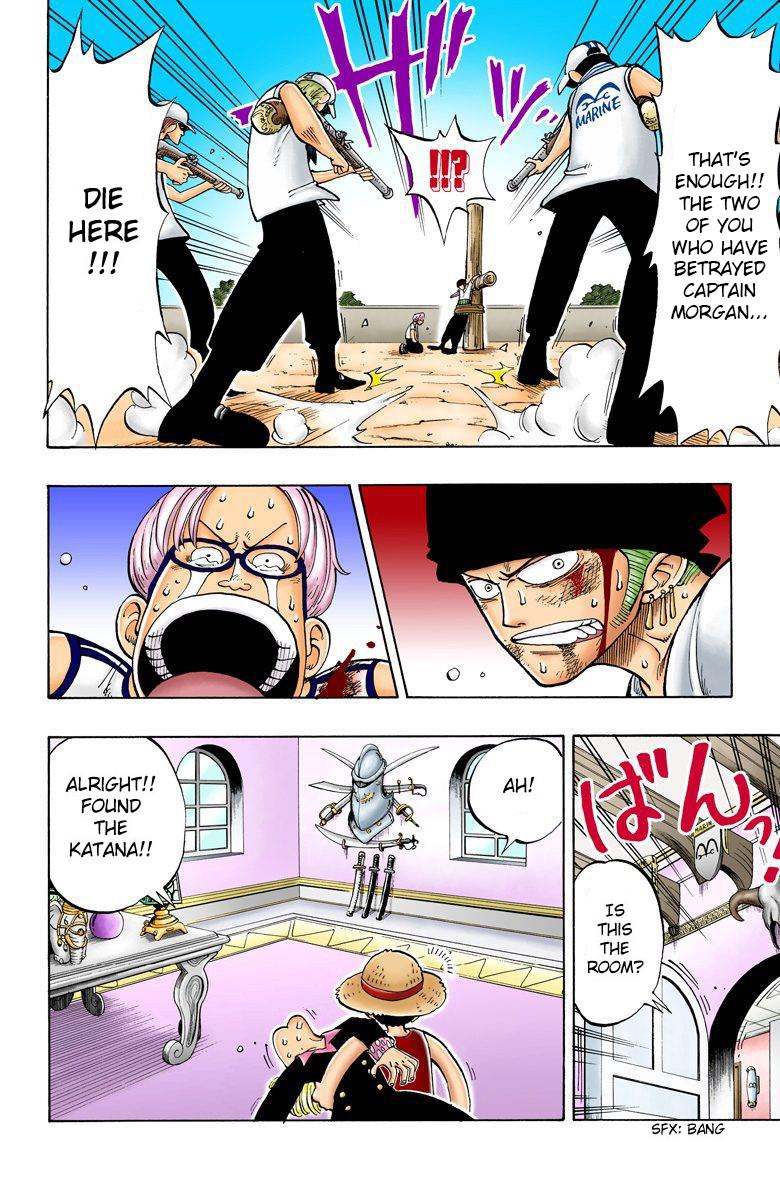 THAT'S
ENOUGH!!
THE TWO
OF YOU
WHO HAVE
BETRAYED
CAPTAIN
MORGAN...
MARINE
!!!?
DIE
HERE
!!!
ばんっ!
MARIN
IS
THIS
THE
ROOM?
SFX: BANG
AH!
ALRIGHT!!
FOUND
THE
KATANA!!